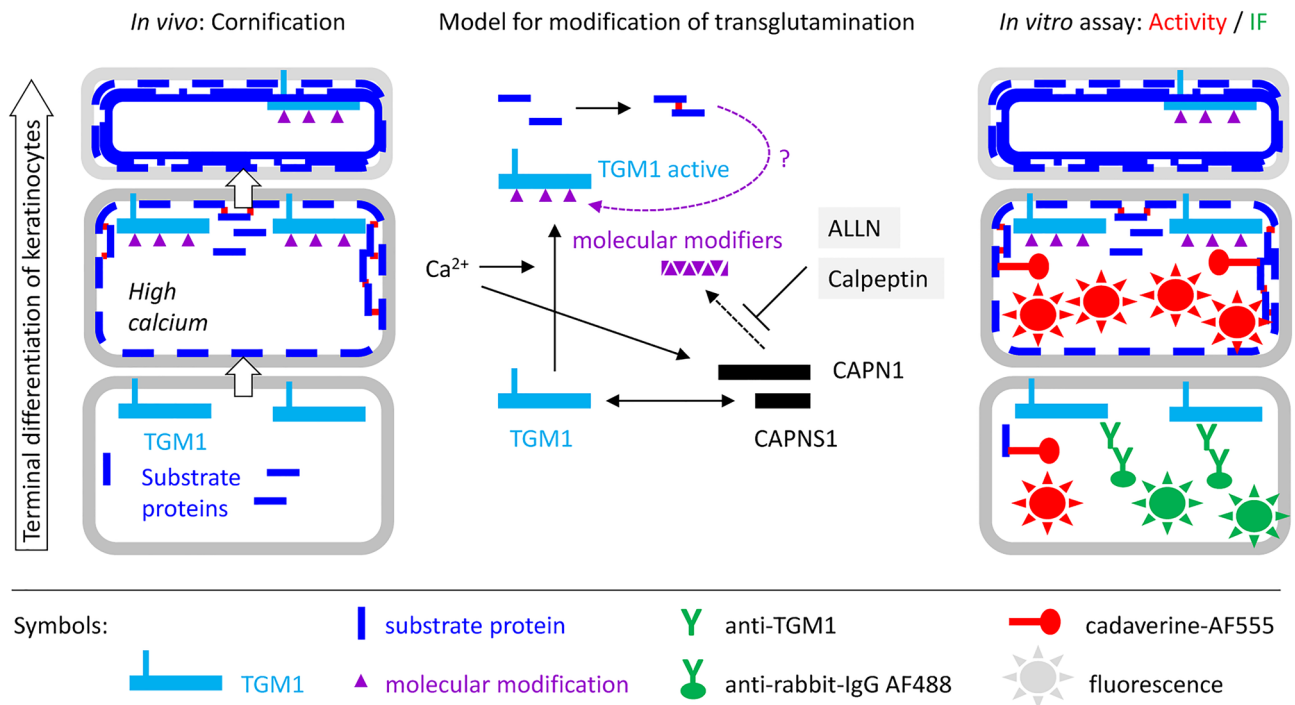 In vivo: Cornification
Model for modification of transglutamination
In vitro assay: Activity / IF
Terminal differentiation of keratinocytes
High
calcium
TGM1
Substrate
proteins
?
TGM1 active
molecular modifiers
Ca²⁺
ALLN
Calpeptin
CAPN1
TGM1
CAPNS1
Symbols:
TGM1
substrate protein
molecular modification
anti-TGM1
anti-rabbit-IgG AF488
cadaverine-AF555
fluorescence